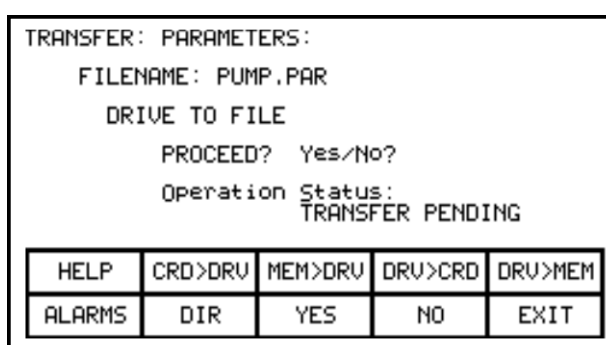 TRANSFER: PARAMETERS:
FILENAME: PUMP.PAR
DRIVE TO FILE
PROCEED? Yes/No?
Operation Status:
TRANSFER PENDING
HELP CRD>DRV MEM>DRV DRV>CRD DRV>MEM
ALARMS DIR YES NO EXIT